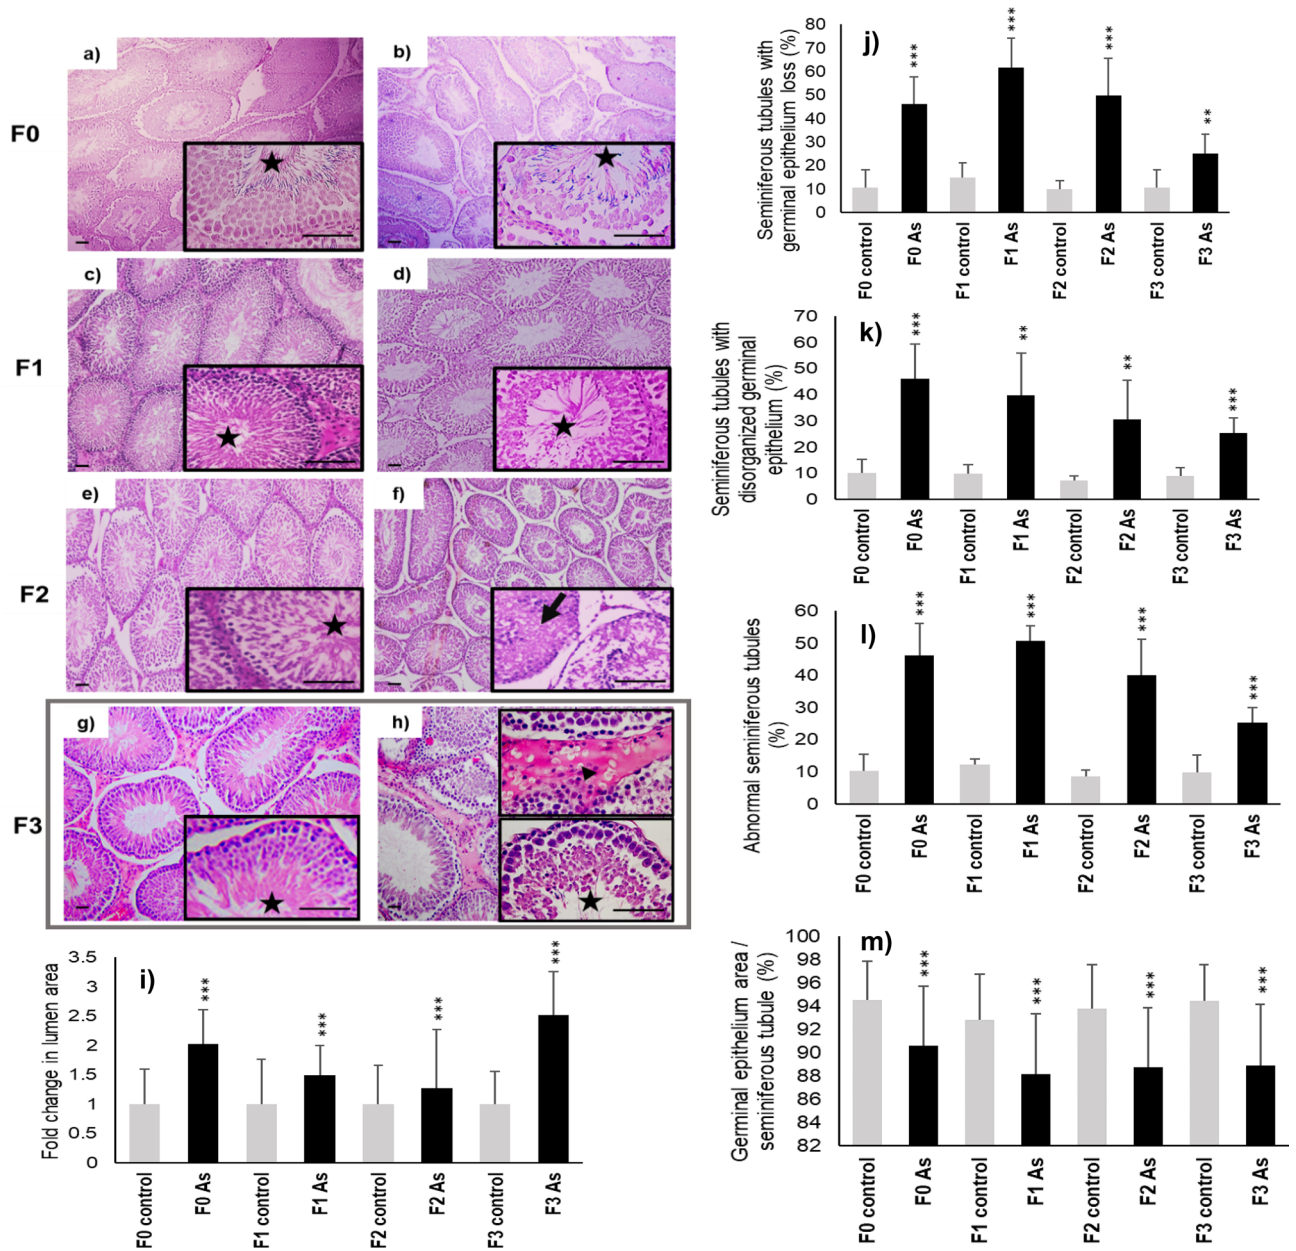 a)
b)
F0
c)
d)
F1
e)
f)
F2
g)
h)
F3
i)
Fold change in lumen area
3.5
3
2.5
2
1.5
1
0.5
0
***
***
***
***
F0 control
F0 As
F1 control
F1 As
F2 control
F2 As
F3 control
F3 As
j)
Seminiferous tubules with
germinal epithelium loss (%)
80
70
60
50
40
30
20
10
0
***
***
***
**
F0 control
F0 As
F1 control
F1 As
F2 control
F2 As
F3 control
F3 As
k)
Seminiferous tubules with
disorganized germinal
epithelium (%)
70
60
50
40
30
20
10
0
***
**
**
***
F0 control
F0 As
F1 control
F1 As
F2 control
F2 As
F3 control
F3 As
l)
Abnormal seminiferous tubules
(%)
60
50
40
30
20
10
0
***
***
***
***
F0 control
F0 As
F1 control
F1 As
F2 control
F2 As
F3 control
F3 As
m)
Germinal epithelium area /
seminiferous tubule (%)
100
98
96
94
92
90
88
86
84
82
***
***
***
***
F0 control
F0 As
F1 control
F1 As
F2 control
F2 As
F3 control
F3 As